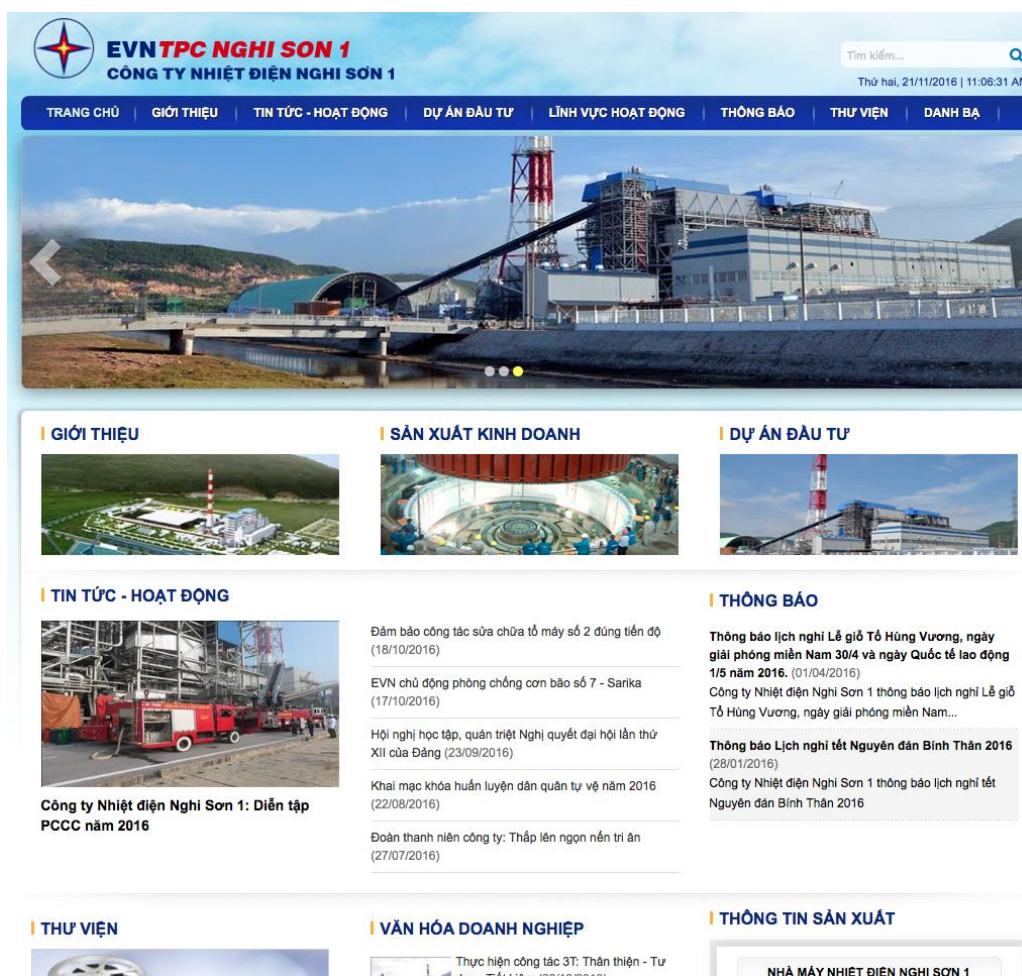 EVNTPC NGHI SON 1
CÔNG TY NHIỆT ĐIỆN NGHI SƠN 1
Tìm kiếm...
Thứ hai, 21/11/2016 | 11:06:31 AM
TRANG CHỦ | GIỚI THIỆU | TIN TỨC - HOẠT ĐỘNG | DỰ ÁN ĐẦU TƯ | LĨNH VỰC HOẠT ĐỘNG | THÔNG BÁO | THƯ VIỆN | DANH BẠ |
GIỚI THIỆU
SẢN XUẤT KINH DOANH
DỰ ÁN ĐẦU TƯ
TIN TỨC - HOẠT ĐỘNG
Công ty Nhiệt điện Nghi Sơn 1: Diễn tập
PCCC năm 2016
Đảm bảo công tác sửa chữa tổ máy số 2 đúng tiến độ
(18/10/2016)
EVN chủ động phòng chống cơn bão số 7 - Sarika
(17/10/2016)
Hội nghị học tập, quán triệt Nghị quyết đại hội lần thứ
XII của Đảng (23/09/2016)
Khai mạc khóa huấn luyện dân quân tự vệ năm 2016
(22/08/2016)
Đoàn thanh niên công ty: Thắp lên ngọn nến tri ân
(27/07/2016)
THÔNG BÁO
Thông báo lịch nghỉ Lễ giỗ Tổ Hùng Vương, ngày
giải phóng miền Nam 30/4 và ngày Quốc tế lao động
1/5 năm 2016. (01/04/2016)
Công ty Nhiệt điện Nghi Sơn 1 thông báo lịch nghỉ Lễ giỗ
Tổ Hùng Vương, ngày giải phóng miền Nam...
Thông báo Lịch nghỉ tết Nguyên đán Bính Thân 2016
(28/01/2016)
Công ty Nhiệt điện Nghi Sơn 1 thông báo lịch nghỉ tết
Nguyên đán Bính Thân 2016
THƯ VIỆN
VĂN HÓA DOANH NGHIỆP
Thực hiện công tác 3T: Thân thiện - Tư
THÔNG TIN SẢN XUẤT
NHÀ MÁY NHIỆT ĐIỆN NGHI SƠN 1